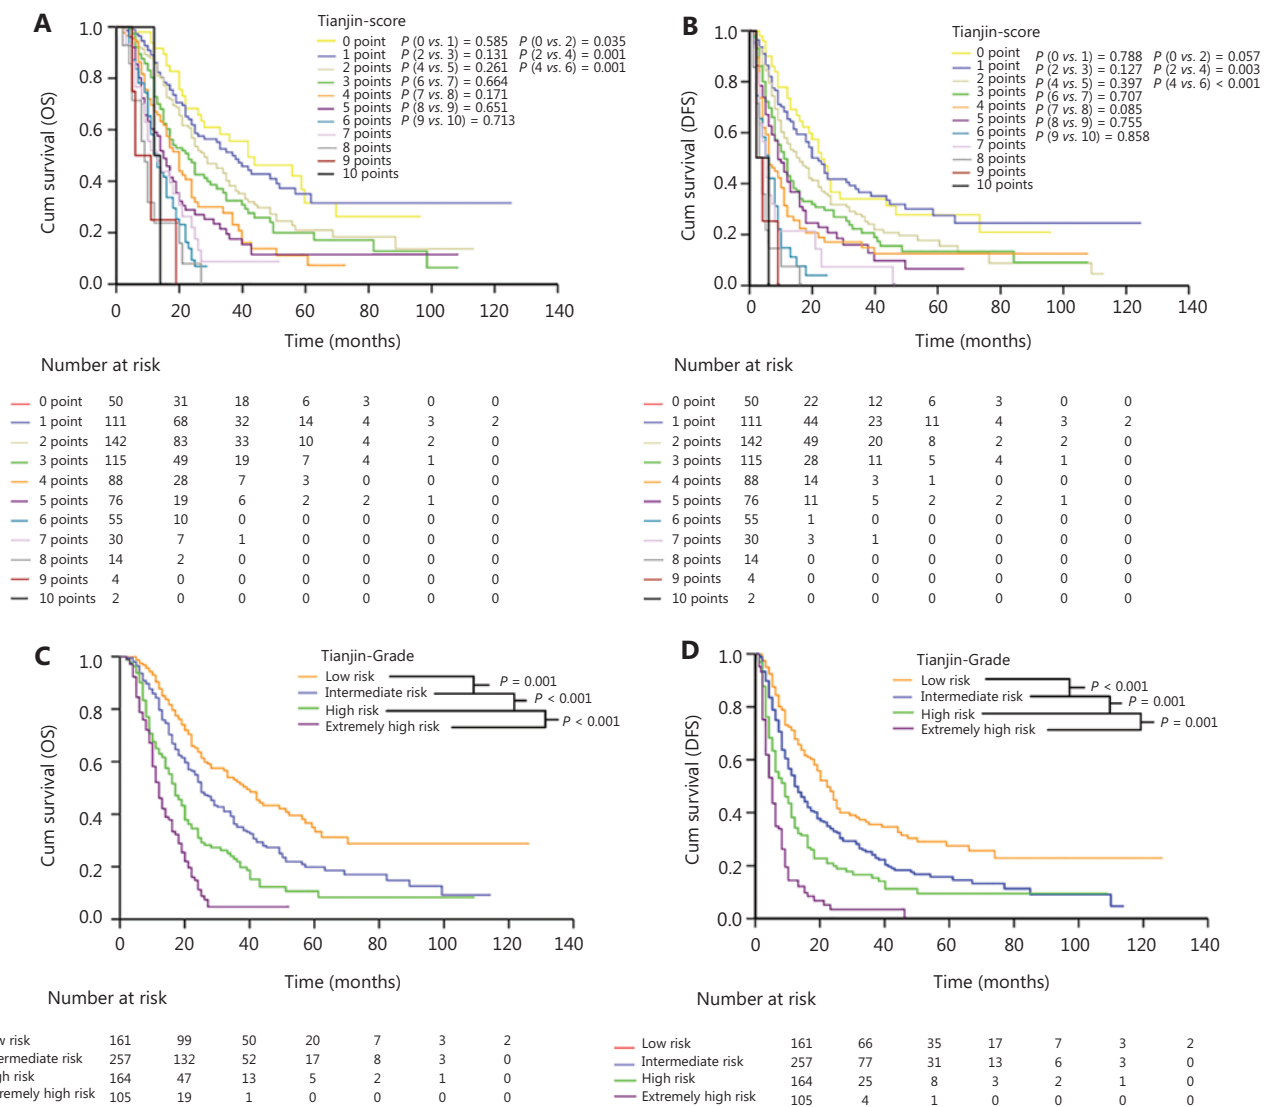 A
Tianjin-score
0 point P (0 vs. 1) = 0.585 P (0 vs. 2) = 0.035
1 point P (2 vs. 3) = 0.131 P (2 vs. 4) = 0.001
2 points P (4 vs. 5) = 0.261 P (4 vs. 6) = 0.001
3 points P (6 vs. 7) = 0.664
4 points P (7 vs. 8) = 0.171
5 points P (8 vs. 9) = 0.651
6 points P (9 vs. 10) = 0.713
7 points
8 points
9 points
10 points
Cum survival (OS)
1.0
0.8
0.6
0.4
0.2
0.0
0 20 40 60 80 100 120 140
Time (months)
Number at risk
0 point 50 31 18 6 3 0 0
1 point 111 68 32 14 4 3 2
2 points 142 83 33 10 4 2 0
3 points 115 49 19 7 4 1 0
4 points 88 28 7 3 0 0 0
5 points 76 19 6 2 2 1 0
6 points 55 10 0 0 0 0 0
7 points 30 7 1 0 0 0 0
8 points 14 2 0 0 0 0 0
9 points 4 0 0 0 0 0 0
10 points 2 0 0 0 0 0 0
B
Tianjin-score
0 point P (0 vs. 1) = 0.788 P (0 vs. 2) = 0.057
1 point P (2 vs. 3) = 0.127 P (2 vs. 4) = 0.003
2 points P (4 vs. 5) = 0.397 P (4 vs. 6) < 0.001
3 points P (6 vs. 7) = 0.707
4 points P (7 vs. 8) = 0.085
5 points P (8 vs. 9) = 0.755
6 points P (9 vs. 10) = 0.858
7 points
8 points
9 points
10 points
Cum survival (DFS)
1.0
0.8
0.6
0.4
0.2
0.0
0 20 40 60 80 100 120 140
Time (months)
Number at risk
0 point 50 22 12 6 3 0 0
1 point 111 44 23 11 4 3 2
2 points 142 49 20 8 2 2 0
3 points 115 28 11 5 4 1 0
4 points 88 14 3 1 0 0 0
5 points 76 11 5 2 2 1 0
6 points 55 1 0 0 0 0 0
7 points 30 3 1 0 0 0 0
8 points 14 0 0 0 0 0 0
9 points 4 0 0 0 0 0 0
10 points 2 0 0 0 0 0 0
C
Tianjin-Grade
Low risk P = 0.001
Intermediate risk P < 0.001
High risk P < 0.001
Extremely high risk
Cum survival (OS)
1.0
0.8
0.6
0.4
0.2
0.0
0 20 40 60 80 100 120 140
Time (months)
Number at risk
w risk 161 99 50 20 7 3 2
ermediate risk 257 132 52 17 8 3 0
gh risk 164 47 13 5 2 1 0
tremely high risk 105 19 1 0 0 0 0
D
Tianjin-Grade
Low risk P < 0.001
Intermediate risk P = 0.001
High risk P = 0.001
Extremely high risk
Cum survival (DFS)
1.0
0.8
0.6
0.4
0.2
0.0
0 20 40 60 80 100 120 140
Time (months)
Number at risk
Low risk 161 66 35 17 7 3 2
Intermediate risk 257 77 31 13 6 3 0
High risk 164 25 8 3 2 1 0
Extremely high risk 105 4 1 0 0 0 0